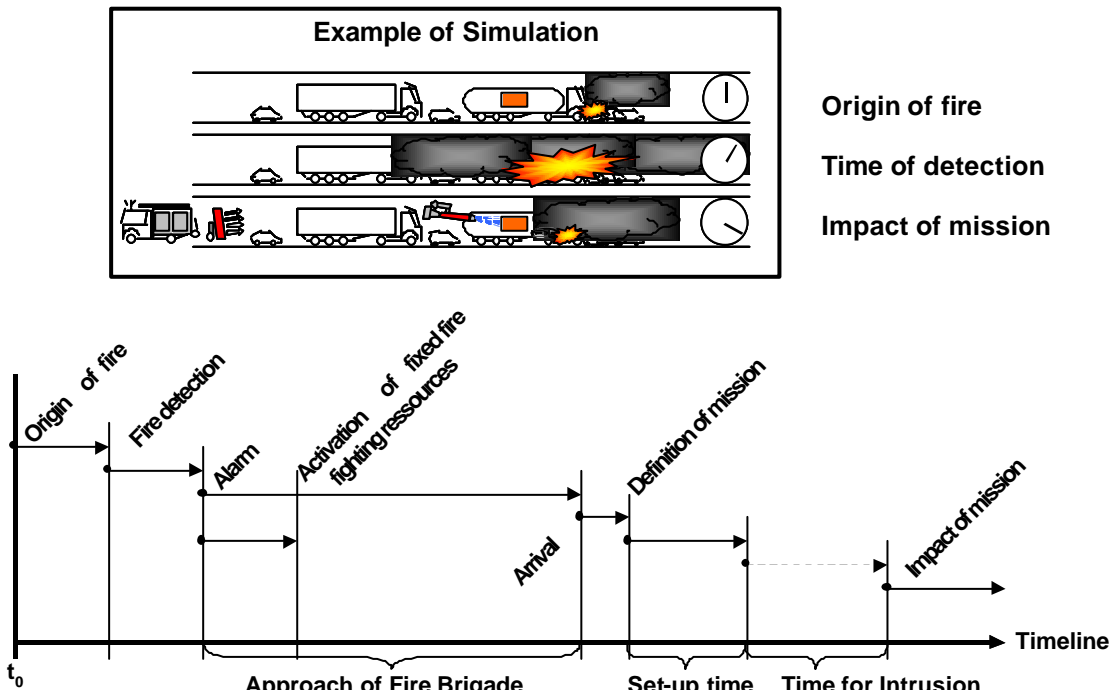 Example of Simulation
Origin of fire
Time of detection
Impact of mission
Origin of fire
Fire detection
Alarm
Activation of fixed fire
fighting ressources
Arrival
Definition of mission
Impact of mission
Timeline
t0
Approach of Fire Brigade
Set-up time
Time for Intrusion